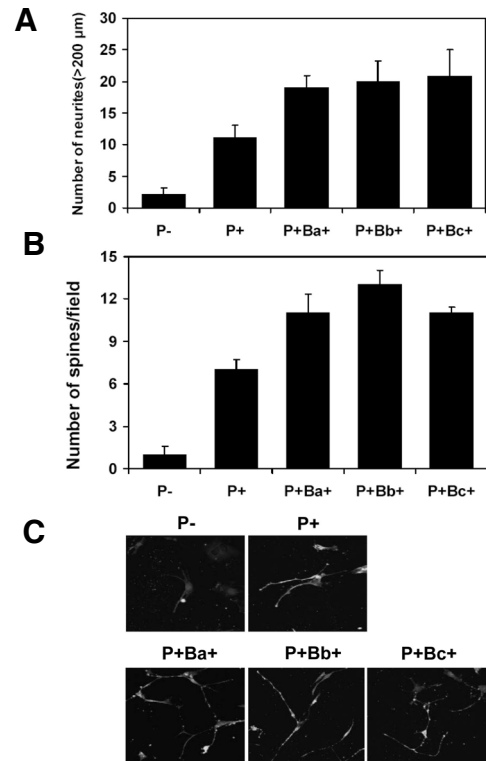 A
Number of neurites(>200 µm)
30
25
20
15
10
5
0
P-
P+
P+Ba+
P+Bb+
P+Bc+
B
Number of spines/field
15
12
9
6
3
0
P-
P+
P+Ba+
P+Bb+
P+Bc+
C
P-
P+
P+Ba+
P+Bb+
P+Bc+